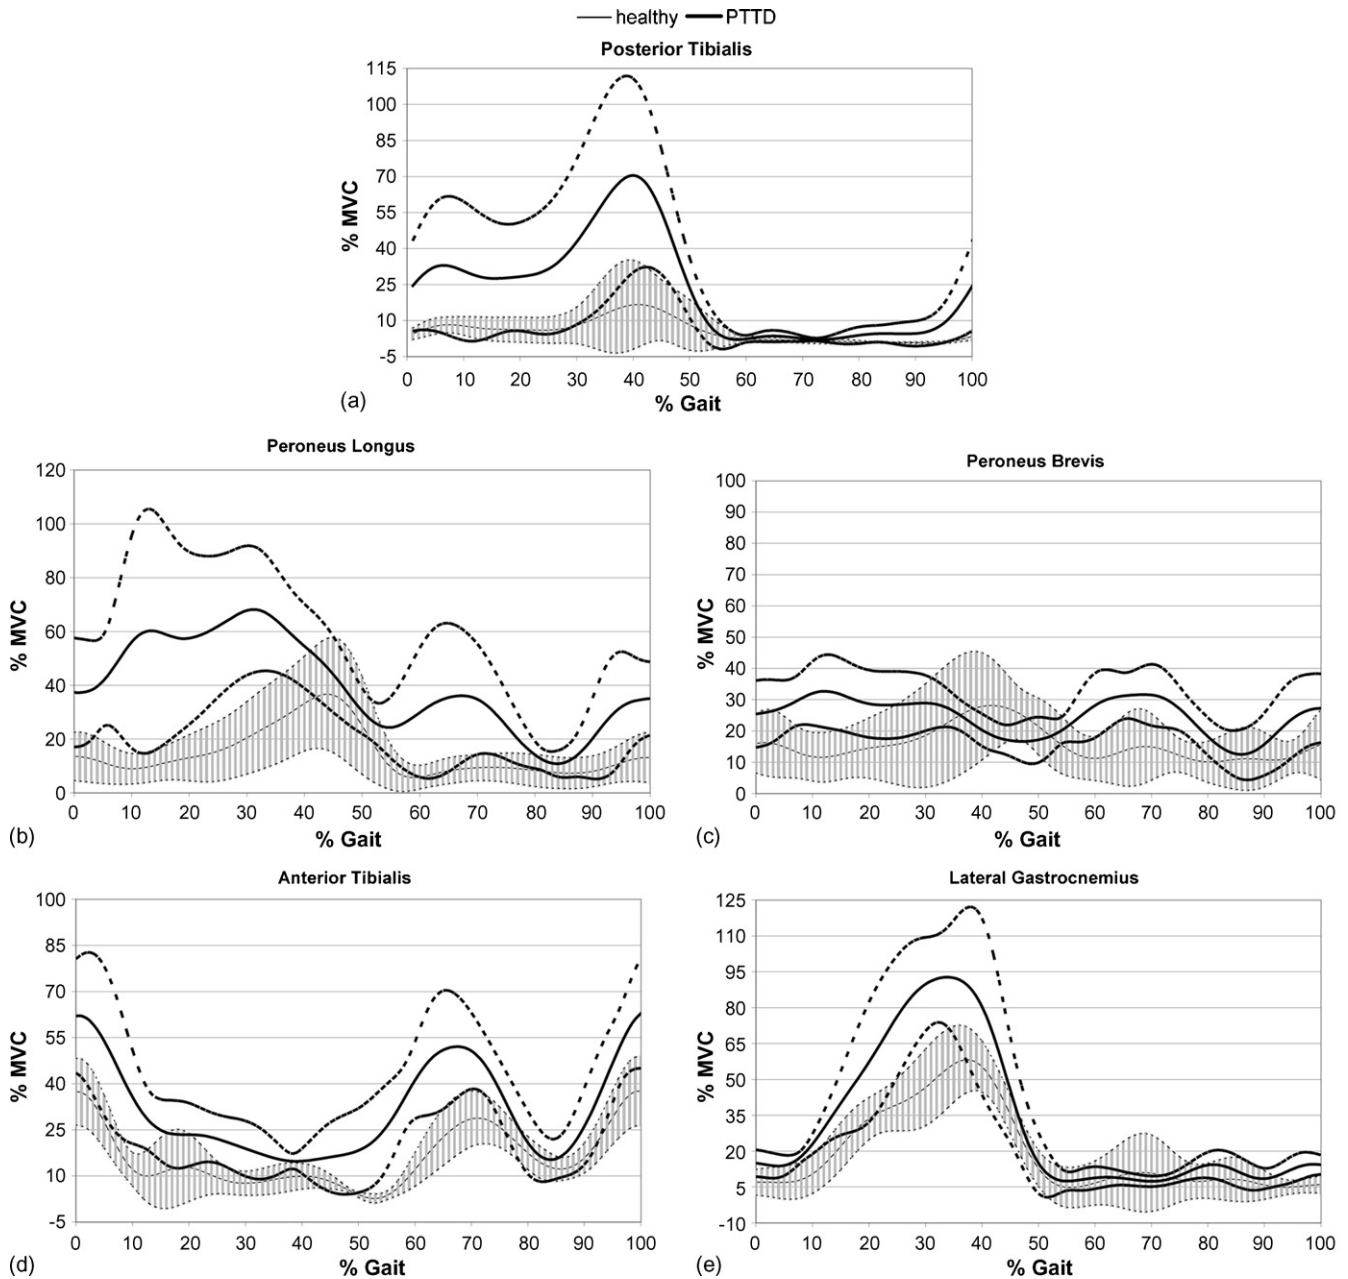 healthy PTTD
Posterior Tibialis
115
100
85
70
55
40
25
10
-5
% MVC
0 10 20 30 40 50 60 70 80 90 100
% Gait
(a)
Peroneus Longus
120
100
80
60
40
20
0
% MVC
0 10 20 30 40 50 60 70 80 90 100
% Gait
(b)
Peroneus Brevis
100
90
80
70
60
50
40
30
20
10
0
% MVC
0 10 20 30 40 50 60 70 80 90 100
% Gait
(c)
Anterior Tibialis
100
85
70
55
40
25
10
-5
% MVC
0 10 20 30 40 50 60 70 80 90 100
% Gait
(d)
Lateral Gastrocnemius
125
110
95
80
65
50
35
20
5
-10
% MVC
0 10 20 30 40 50 60 70 80 90 100
% Gait
(e)